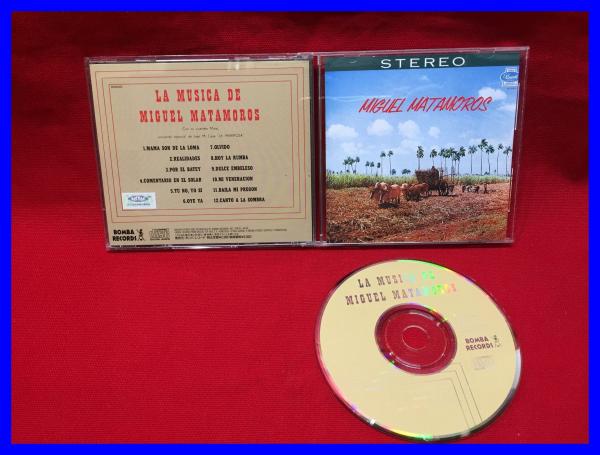 LA MUSICA DE
MIGUEL MATAMOROS
1.MAMA SON DE LA LOMA
2.REALIDADES
3.POR EL BATEY
4.COMENTARIO EN EL SOLAR
5.TU NO, YO SI
6.OYE YA
7.OLVIDO
8.HOY LA RUMBA
9.DULCE EMBELESO
10.MI VENERACION
11.BAILA MI PREGON
12.CANTO A LA SOMBRA
BOMBA
RECORDS
STEREO
MIGUEL MATAMOROS
LA MUSICA DE
MIGUEL MATAMOROS
BOMBA
RECORDS